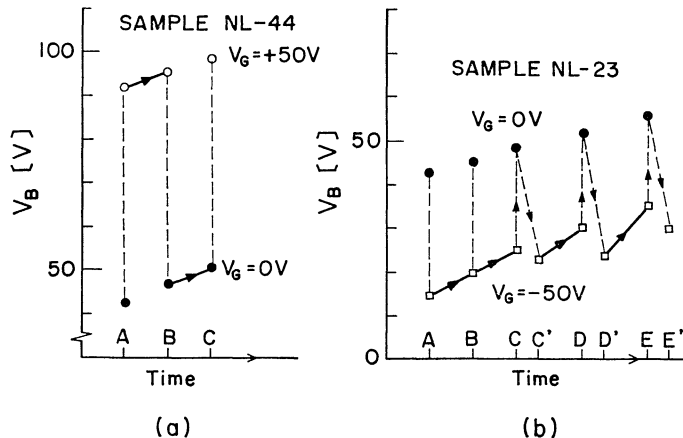 SAMPLE NL-44
100
V_G=+50V
V_B [V]
50
V_G=0V
A B C
Time
(a)
SAMPLE NL-23
V_G=0V
50
V_B [V]
V_G=-50V
0
A B C C' D D' E E'
Time
(b)